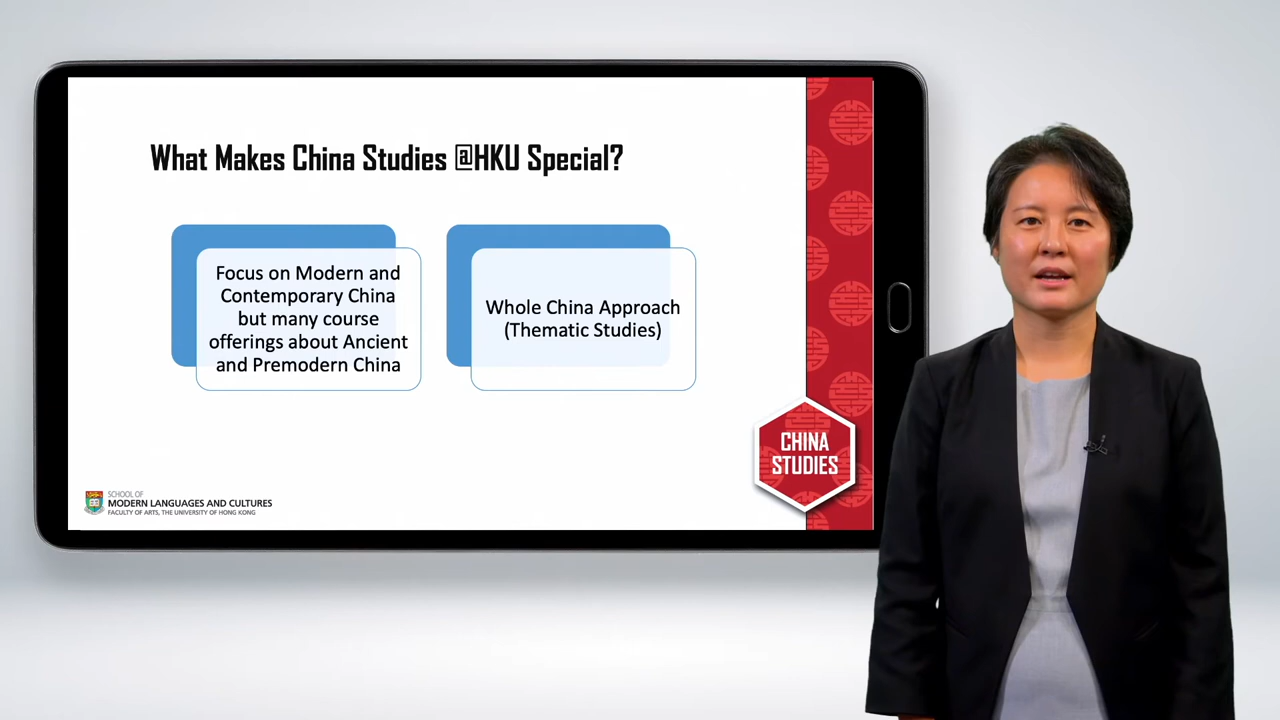 What Makes China Studies @HKU Special?
Focus on Modern and
Contemporary China
but many course
offerings about Ancient
and Premodern China
Whole China Approach
(Thematic Studies)
CHINA
STUDIES
SCHOOL OF
MODERN LANGUAGES AND CULTURES
FACULTY OF ARTS, THE UNIVERSITY OF HONG KONG